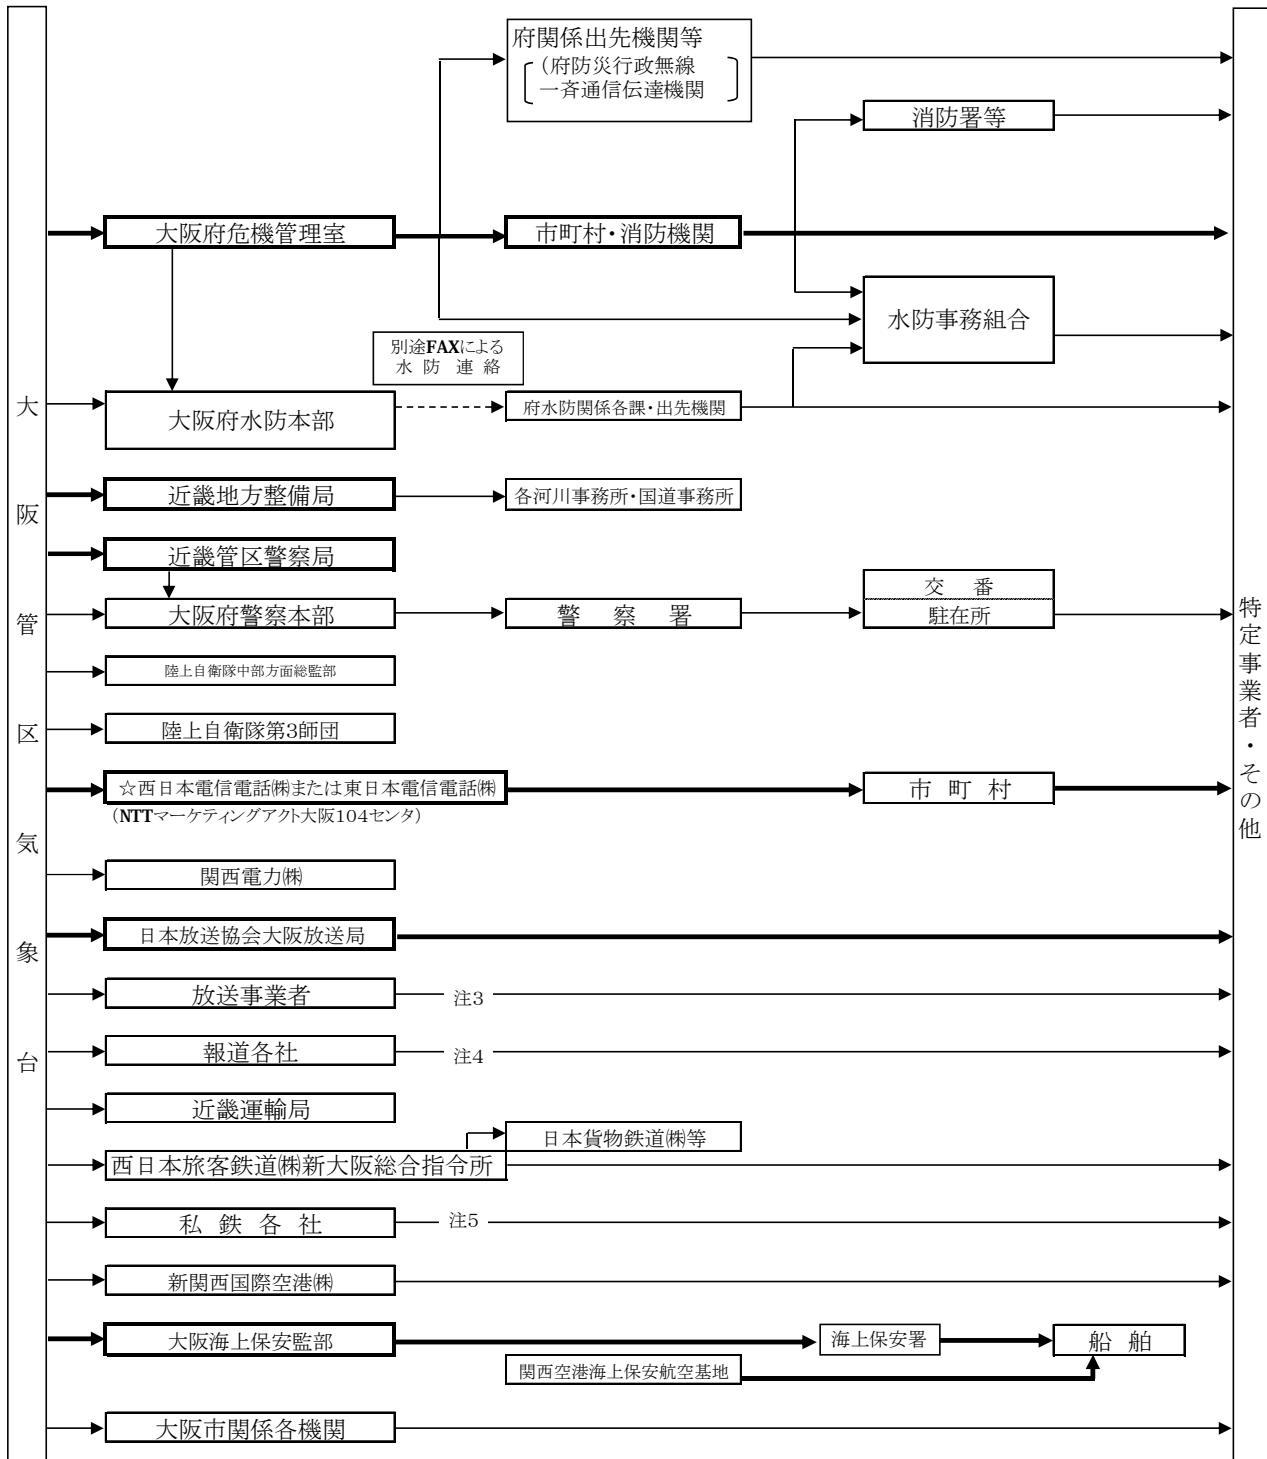 大阪管区気象台
府関係出先機関等
(府防災行政無線
一斉通信伝達機関
消防署等
大阪府危機管理室
市町村・消防機関
水防事務組合
別途FAXによる
水防連絡
大阪府水防本部
府水防関係各課・出先機関
近畿地方整備局
各河川事務所・国道事務所
近畿管区警察局
大阪府警察本部
警察署
交番
駐在所
陸上自衛隊中部方面総監部
陸上自衛隊第3師団
☆西日本電信電話㈱または東日本電信電話㈱
(NTTマーケティングアクト大阪104センタ)
市町村
関西電力㈱
日本放送協会大阪放送局
放送事業者
注3
報道各社
注4
近畿運輸局
日本貨物鉄道㈱等
西日本旅客鉄道㈱新大阪総合指令所
私鉄各社
注5
新関西国際空港㈱
大阪海上保安監部
海上保安署
船舶
関西空港海上保安航空基地
大阪市関係各機関
特定事業者・その他